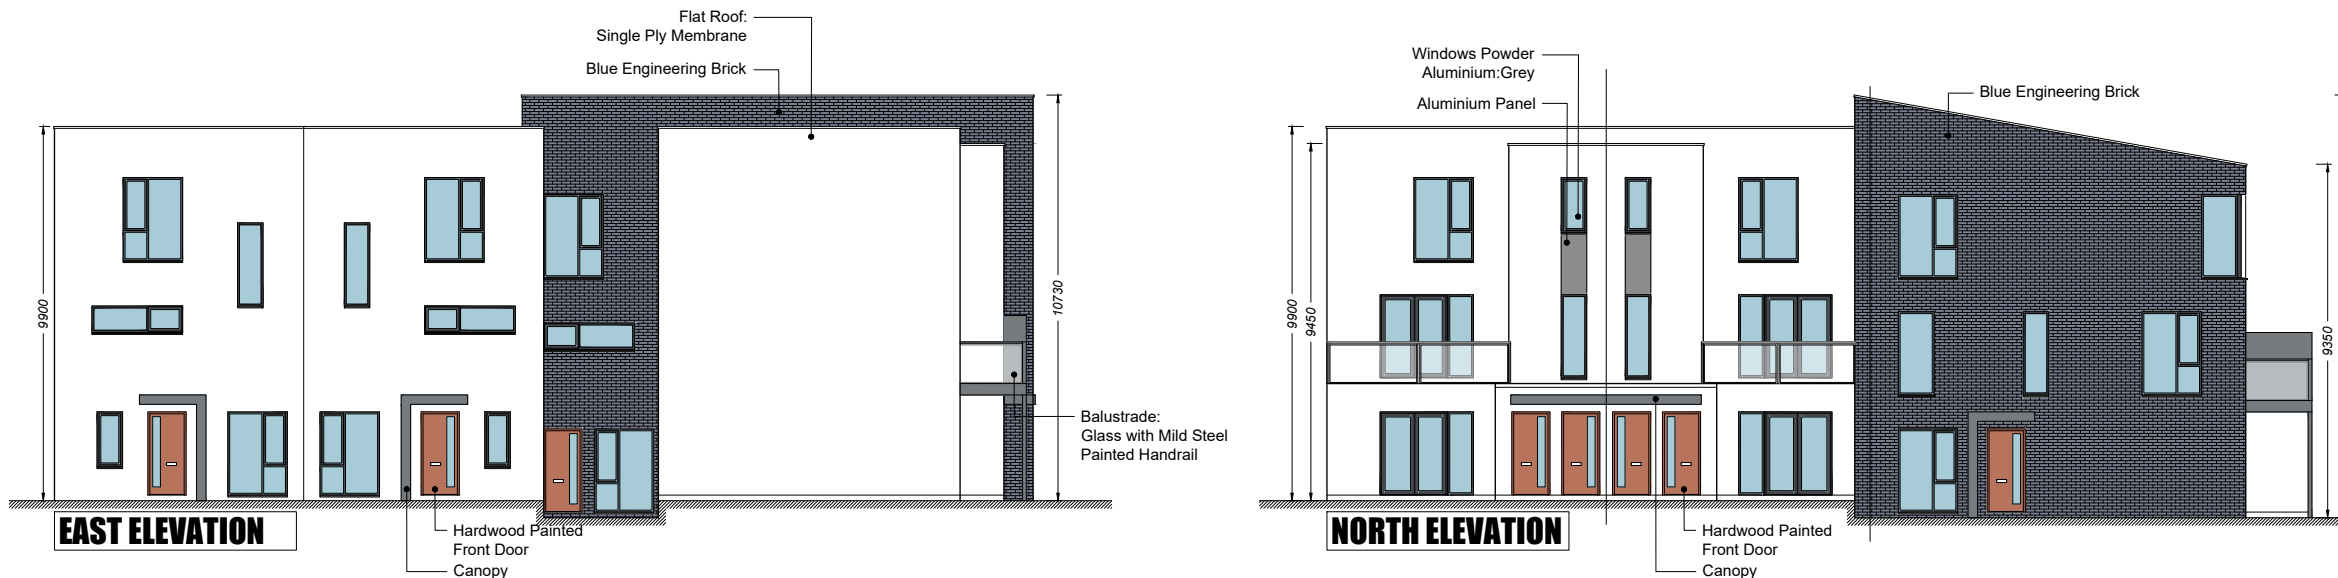 Flat Roof:
Single Ply Membrane
Blue Engineering Brick
9900
10730
Balustrade:
Glass with Mild Steel
Painted Handrail
EAST ELEVATION
Hardwood Painted
Front Door
Canopy
Windows Powder
Aluminium:Grey
Aluminium Panel
Blue Engineering Brick
9900
9450
9350
NORTH ELEVATION
Hardwood Painted
Front Door
Canopy